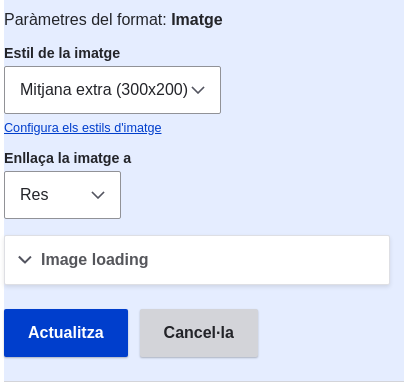 Paràmetres del format: Imatge
Estil de la imatge
Mitjana extra (300x200)
Configura els estils d'imatge
Enllaça la imatge a
Res
Image loading
Actualitza
Cancel·la